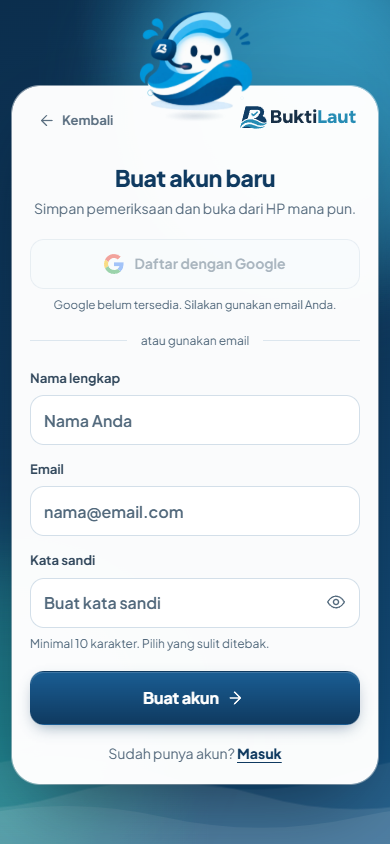 Kembali
BuktiLaut
Buat akun baru
Simpan pemeriksaan dan buka dari HP mana pun.
Daftar dengan Google
Google belum tersedia. Silakan gunakan email Anda.
atau gunakan email
Nama lengkap
Nama Anda
Email
nama@email.com
Kata sandi
Buat kata sandi
Minimal 10 karakter. Pilih yang sulit ditebak.
Buat akun
Sudah punya akun? Masuk